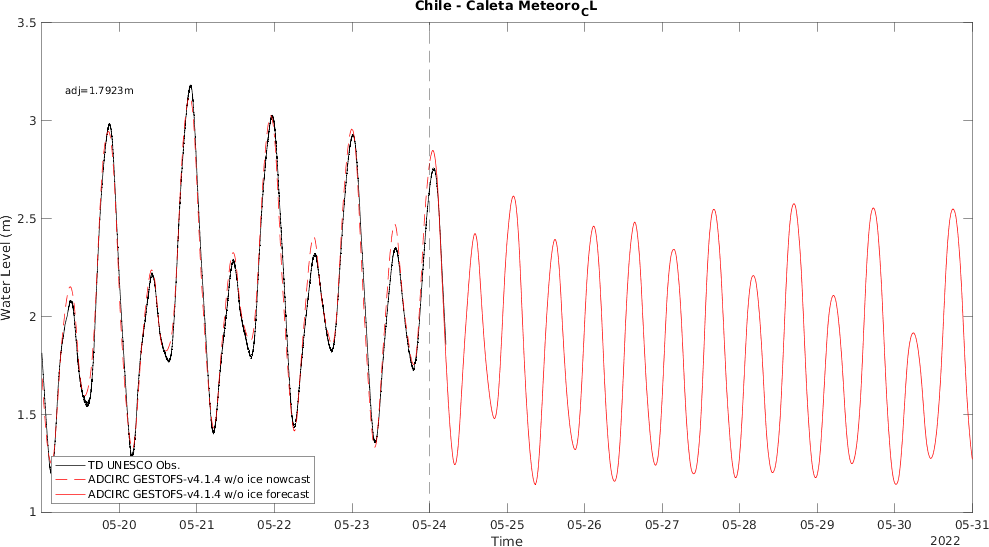 Chile - Caleta Meteoro_CL
adj=1.7923m
3.5
3
2.5
2
1.5
1
Water Level (m)
TD UNESCO Obs.
ADCIRC GESTOFS-v4.1.4 w/o ice nowcast
ADCIRC GESTOFS-v4.1.4 w/o ice forecast
05-20 05-21 05-22 05-23 05-24 05-25 05-26 05-27 05-28 05-29 05-30 05-31
Time
2022